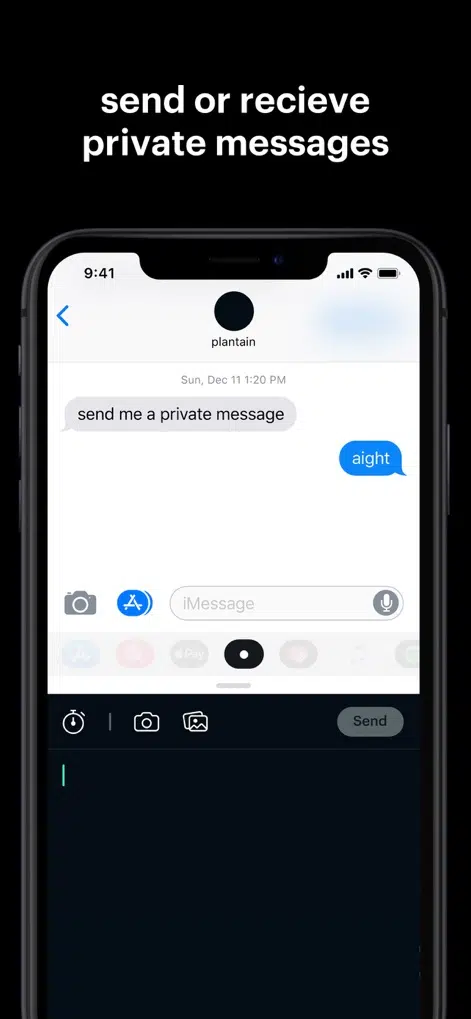 send or recieve
private messages
9:41
plantain
Sun, Dec 11 1:20 PM
send me a private message
aight
iMessage
Pay
Send